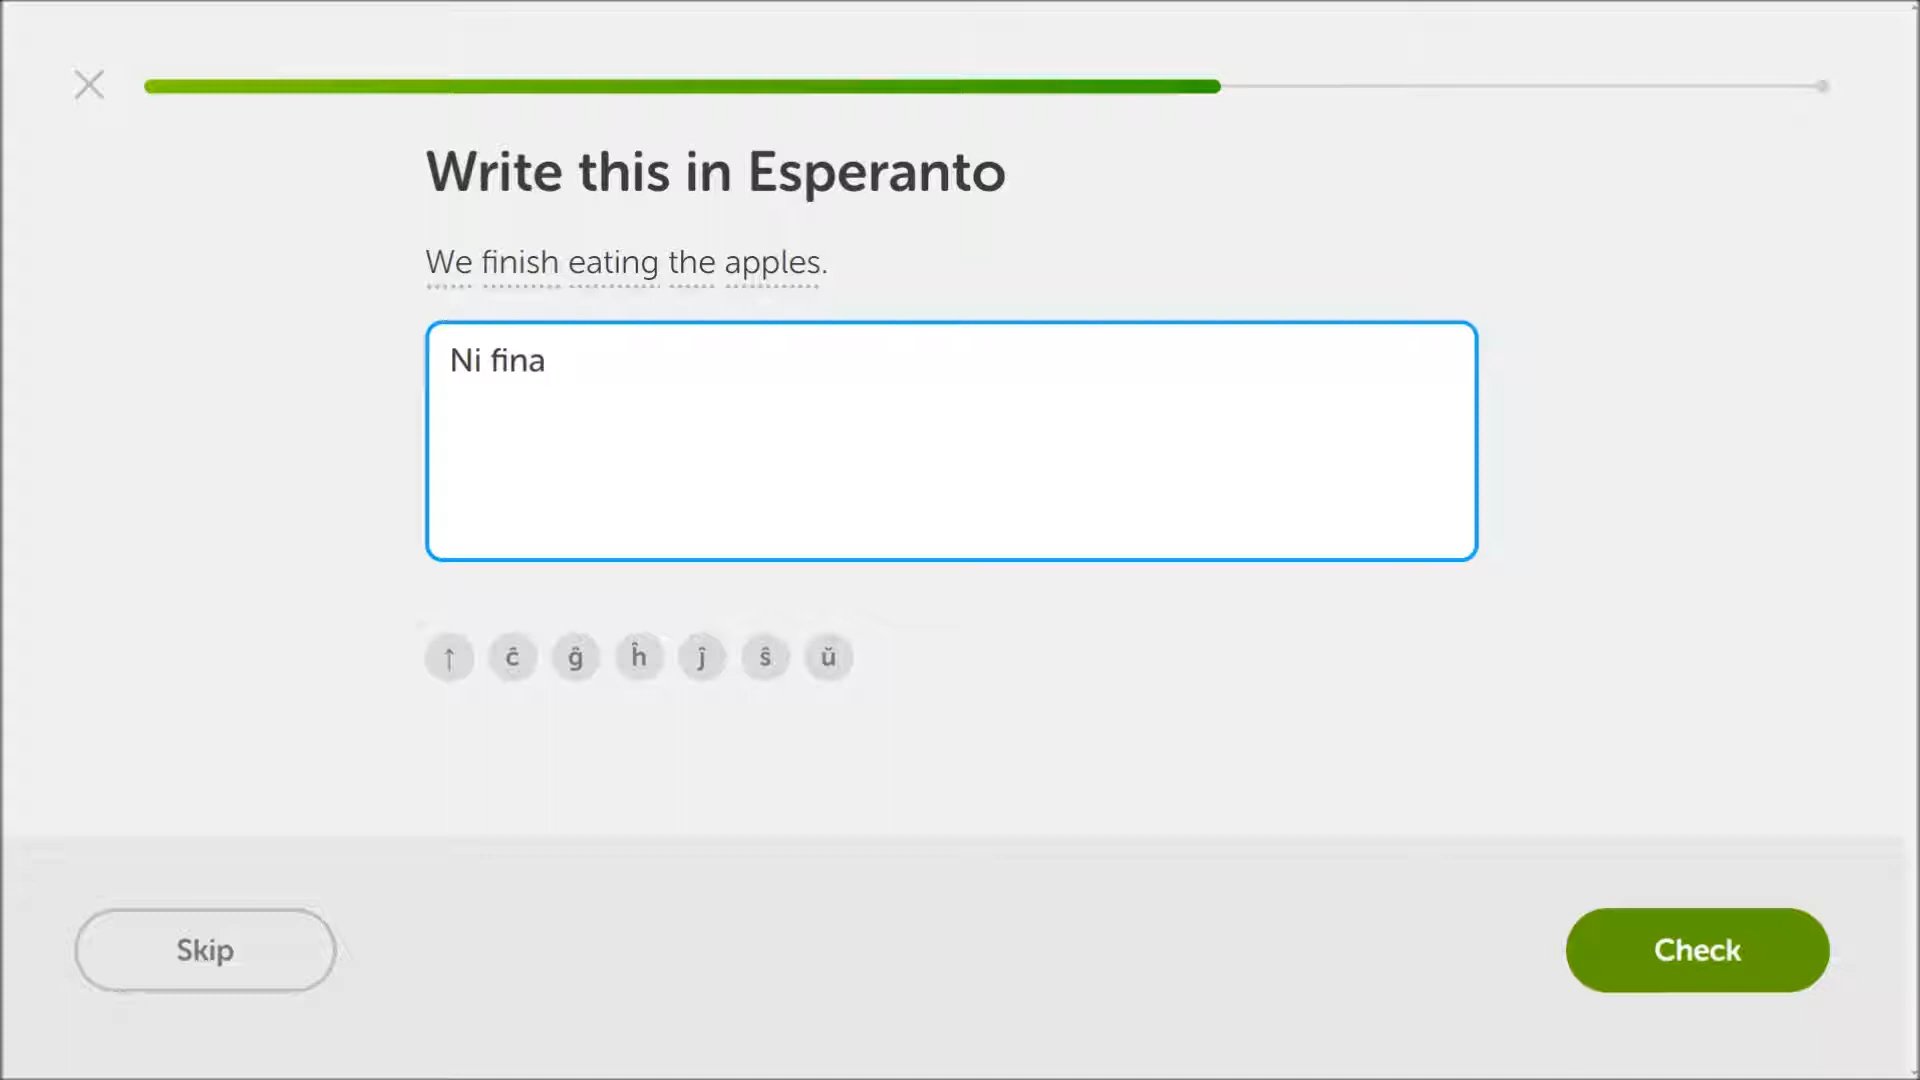 Write this in Esperanto
We finish eating the apples.
Ni fina
↑ ĉ ĝ ĥ ĵ ŝ ŭ
Skip
Check